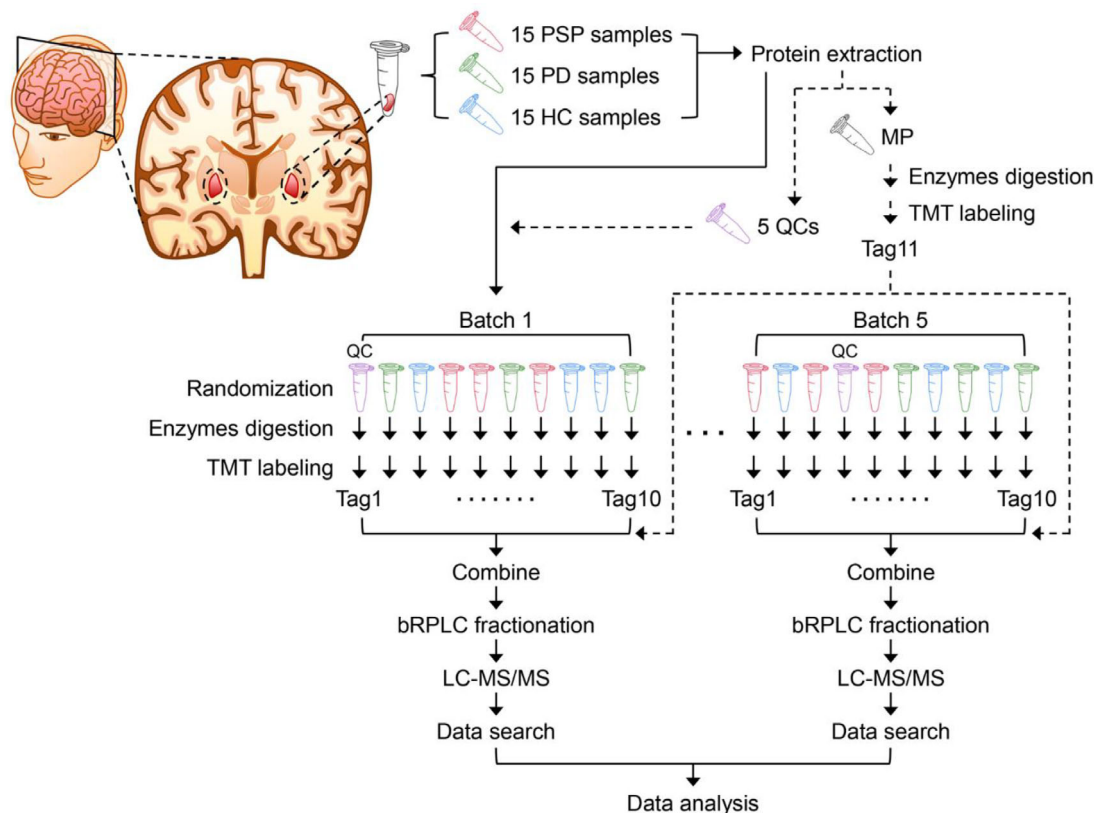 15 PSP samples
15 PD samples
15 HC samples
Protein extraction
MP
Enzymes digestion
TMT labeling
5 QCs
Tag11
Batch 1
Batch 5
QC
QC
Randomization
Enzymes digestion
TMT labeling
Tag1 ....... Tag10
Tag1 ....... Tag10
...
Combine
Combine
bRPLC fractionation
bRPLC fractionation
LC-MS/MS
LC-MS/MS
Data search
Data search
Data analysis